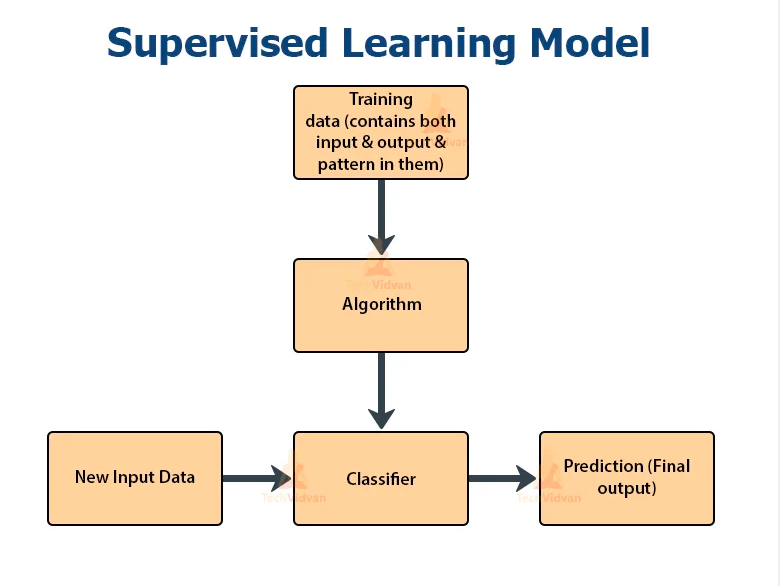 Supervised Learning Model
Training
data (contains both
input & output &
pattern in them)
Vidvan
TechVidvan
Algorithm
New Input Data
Classifier
TechVidvan
Prediction (Final
output)
TechVidvan